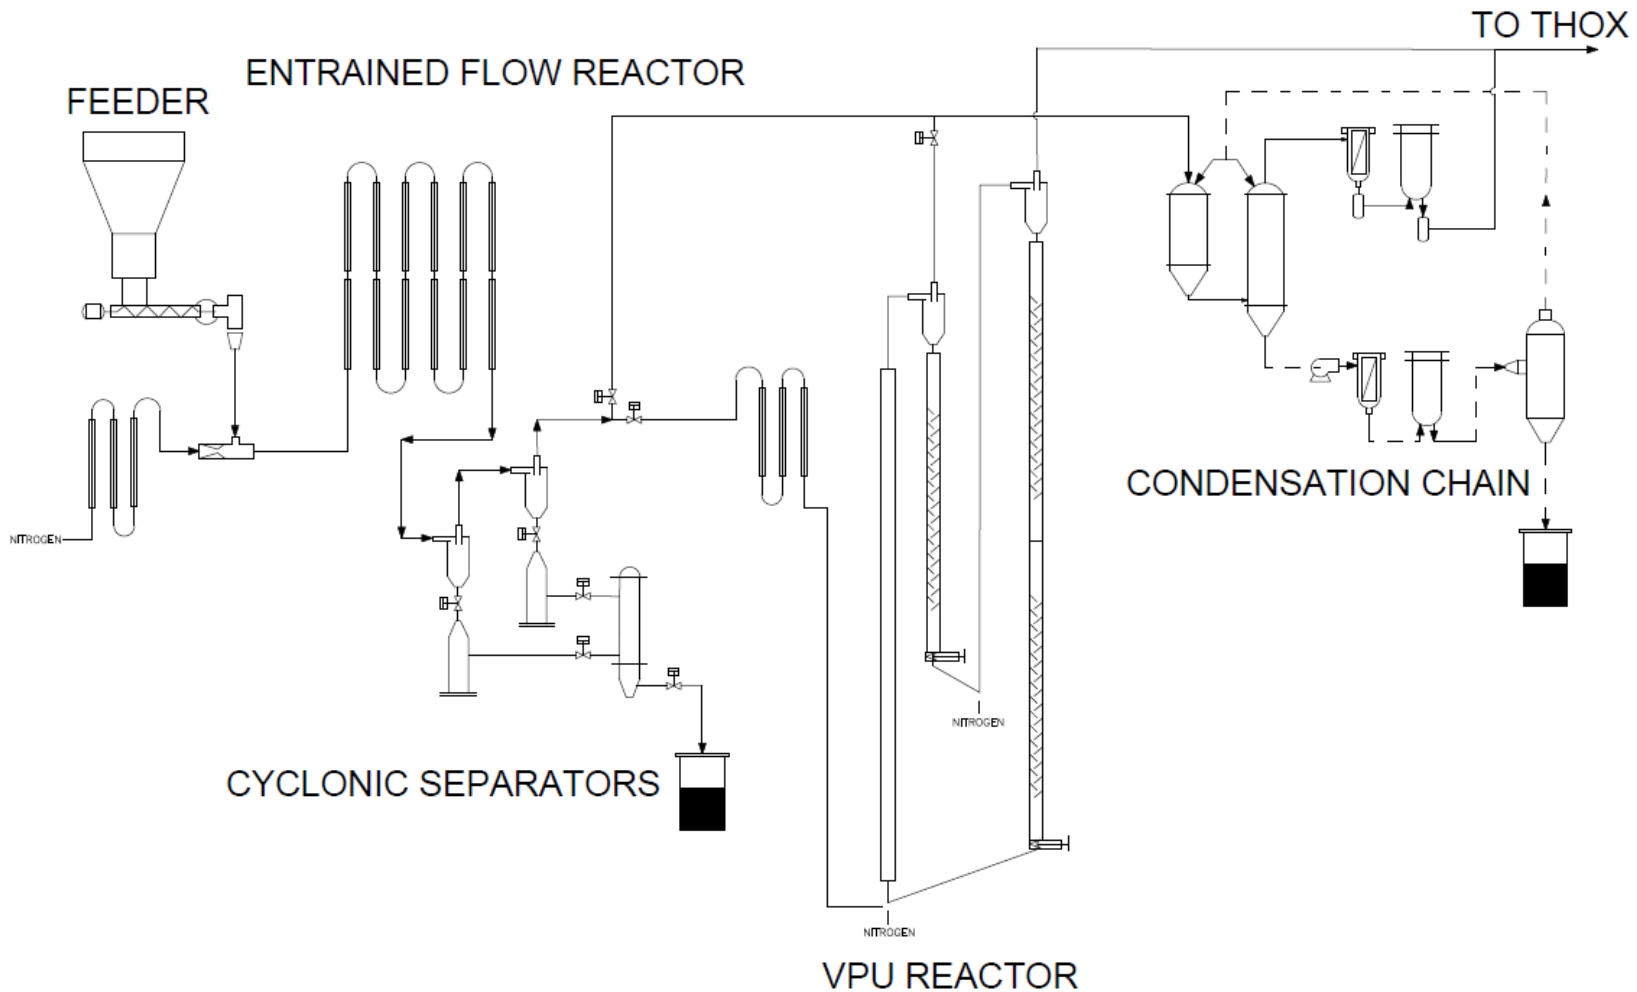 TO THOX
ENTRAINED FLOW REACTOR
FEEDER
CONDENSATION CHAIN
NITROGEN
NITROGEN
CYCLONIC SEPARATORS
NITROGEN
VPU REACTOR